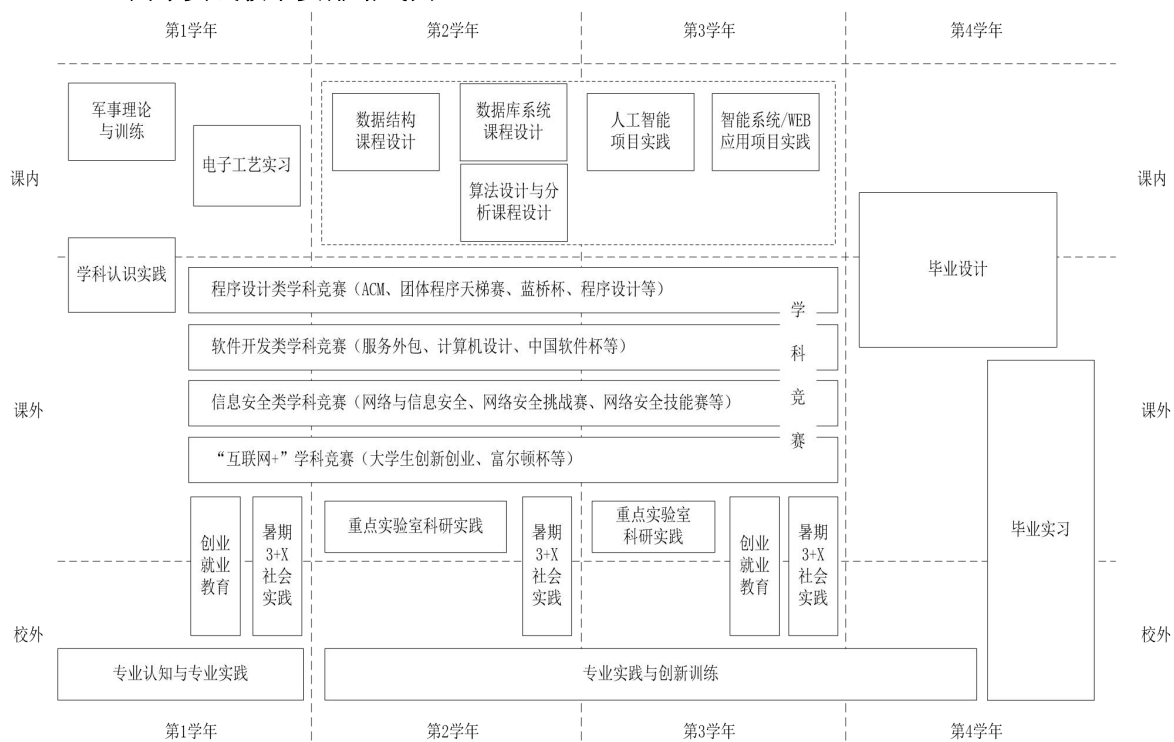 第1学年
第2学年
第3学年
第4学年
军事理论
与训练
电子工艺实习
数据结构
课程设计
数据库系统
课程设计
算法设计与分
析课程设计
人工智能
项目实践
智能系统/WEB
应用项目实践
课内
课内
学科认识实践
毕业设计
程序设计类学科竞赛（ACM、团体程序天梯赛、蓝桥杯、程序设计等）
软件开发类学科竞赛（服务外包、计算机设计、中国软件杯等）
信息安全类学科竞赛（网络与信息安全、网络安全挑战赛、网络安全技能赛等）
“互联网+”学科竞赛（大学生创新创业、富尔顿杯等）
学
科
竞
赛
课外
课外
创业
就业
教育
暑期
3+X
社会
实践
重点实验室科研实践
暑期
3+X
社会
实践
重点实验室
科研实践
创业
就业
教育
暑期
3+X
社会
实践
毕业实习
校外
校外
专业认知与专业实践
专业实践与创新训练
第1学年
第2学年
第3学年
第4学年